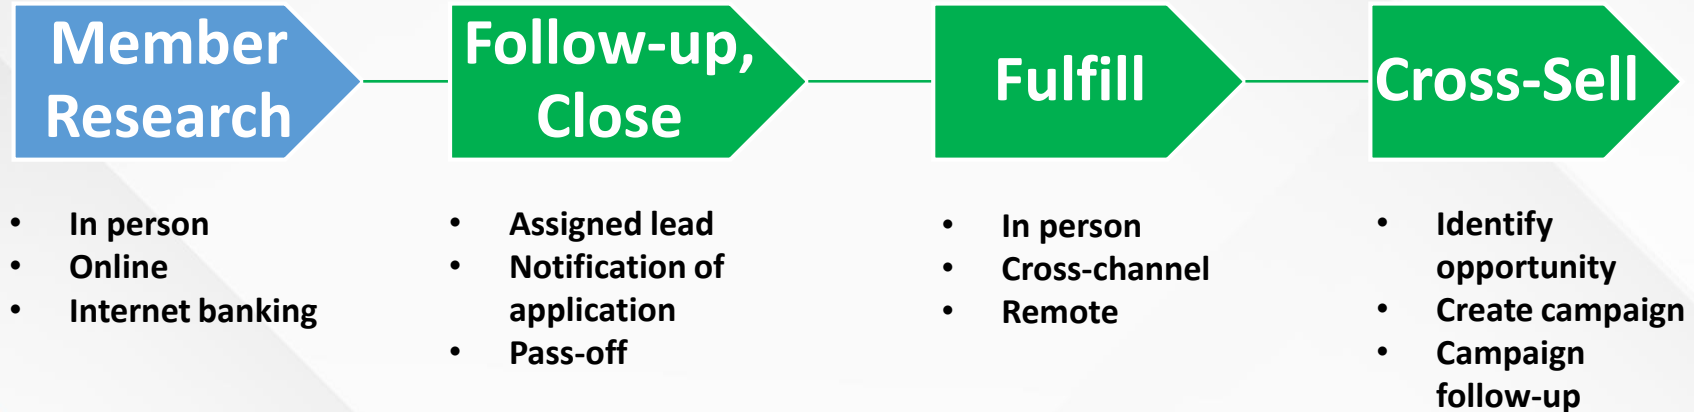 Member
Research
Follow-up,
Close
Fulfill
Cross-Sell
• In person
• Online
• Internet banking
• Assigned lead
• Notification of
application
• Pass-off
• In person
• Cross-channel
• Remote
• Identify
opportunity
• Create campaign
• Campaign
follow-up